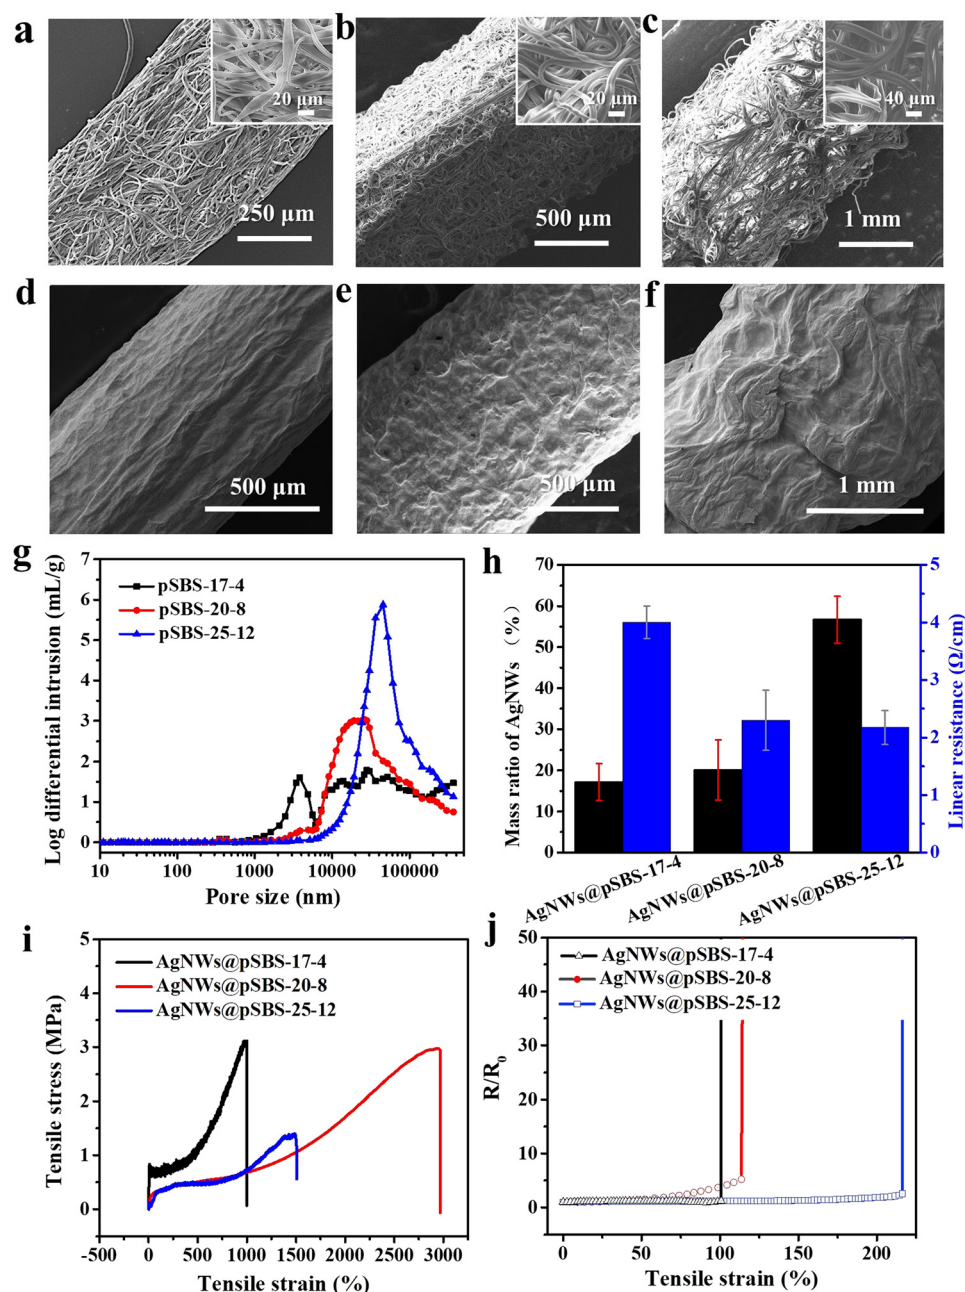 a
20 μm
250 μm
b
20 μm
500 μm
c
40 μm
1 mm
d
500 μm
e
500 μm
f
1 mm
g
Log differential intrusion (mL/g)
7
6
5
4
3
2
1
0
pSBS-17-4
pSBS-20-8
pSBS-25-12
10
100
1000
10000
100000
Pore size (nm)
h
Mass ratio of AgNWs (%)
70
60
50
40
30
20
10
0
5
4
3
2
1
0
Linear resistance (Ω/cm)
AgNWs@pSBS-17-4
AgNWs@pSBS-20-8
AgNWs@pSBS-25-12
i
Tensile stress (MPa)
5
4
3
2
1
0
AgNWs@pSBS-17-4
AgNWs@pSBS-20-8
AgNWs@pSBS-25-12
-500
0
500
1000
1500
2000
2500
3000
Tensile strain (%)
j
R/R₀
50
40
30
20
10
0
AgNWs@pSBS-17-4
AgNWs@pSBS-20-8
AgNWs@pSBS-25-12
0
50
100
150
200
Tensile strain (%)